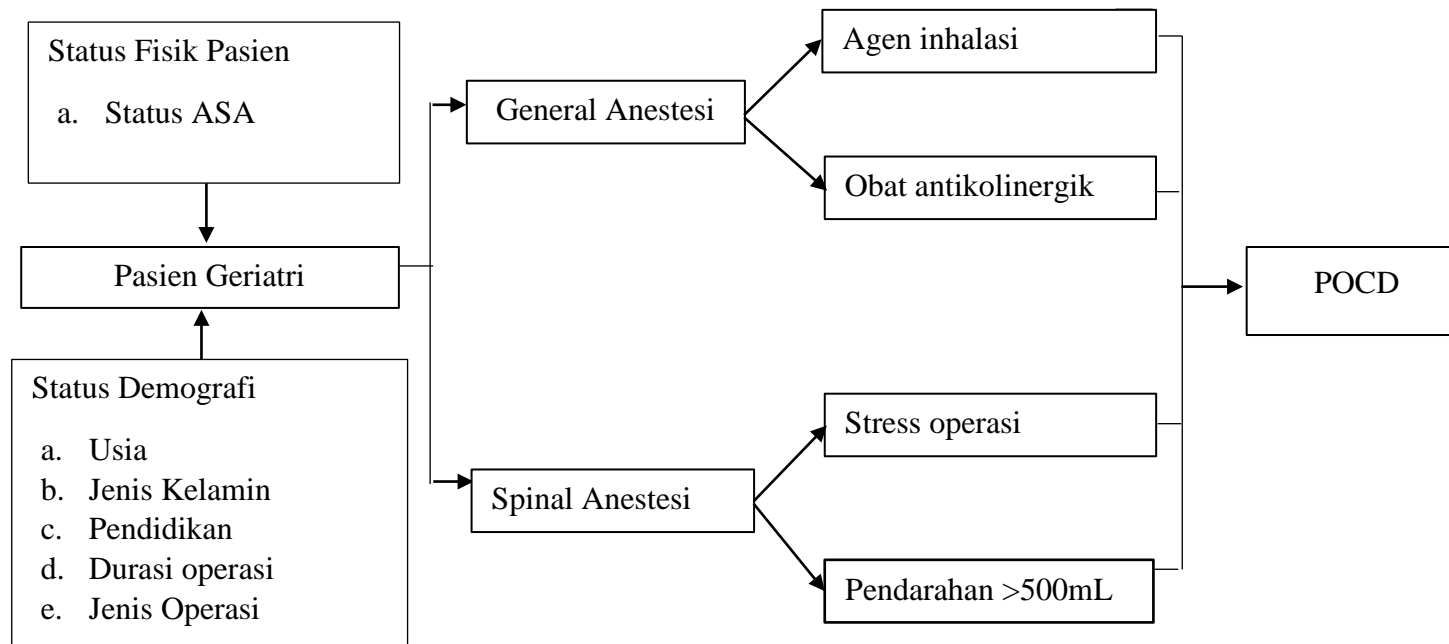 Status Fisik Pasien
a. Status ASA
Pasien Geriatri
Status Demografi
a. Usia
b. Jenis Kelamin
c. Pendidikan
d. Durasi operasi
e. Jenis Operasi
General Anestesi
Spinal Anestesi
Agen inhalasi
Obat antikolinergik
Stress operasi
Pendarahan >500mL
POCD